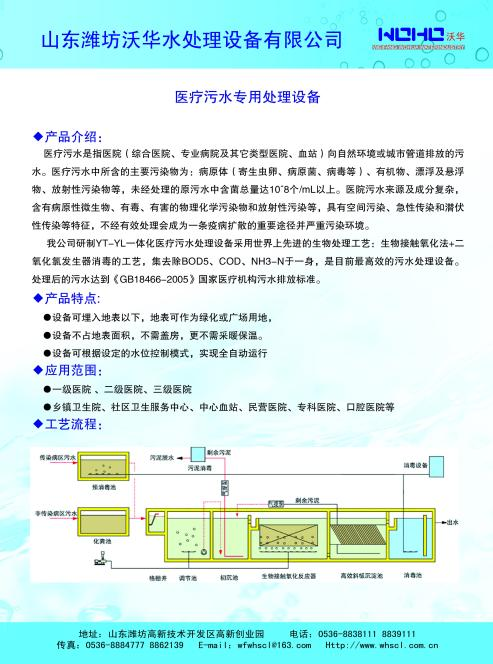 山东潍坊沃华水处理设备有限公司
WOHO 沃华
医疗污水专用处理设备
◆产品介绍：
医疗污水是指医院（综合医院、专业病院及其它类型医院、血站）向自然环境或城市管道排放的污
水。医疗污水中所含的主要污染物为：病原体（寄生虫卵、病原菌、病毒等）、有机物、漂浮及悬浮
物、放射性污染物等，未经处理的原污水中含菌总量达10^8个/mL以上。医院污水来源及成分复杂，
含有病原性微生物、有毒、有害的物理化学污染物和放射性污染等，具有空间污染、急性传染和潜伏
性传染等特征，不经有效处理会成为一条疫病扩散的重要途径并严重污染环境。
我公司研制YT-YL一体化医疗污水处理设备采用世界上先进的生物处理工艺：生物接触氧化法+二
氧化氯发生器消毒的工艺，集去除BOD5、COD、NH3-N于一身，是目前最高效的污水处理设备。
处理后的污水达到《GB18466-2005》国家医疗机构污水排放标准。
◆产品特点：
●设备可埋入地表以下，地表可作为绿化或广场用地，
●设备不占地表面积，不需盖房，更不需采暖保温。
●设备可根据设定的水位控制模式，实现全自动运行
◆应用范围：
●一级医院 、二级医院、三级医院
●乡镇卫生院、社区卫生服务中心、中心血站、民营医院、专科医院、口腔医院等
◆工艺流程：
传染病区污水
预消毒池
污泥泄水
剩余污泥
污泥消毒
消毒设备
非传染病区污水
化粪池
气提泵
气提泵
剩余污泥
出水
格栅井
调节池
初沉池
生物接触氧化反应器
高效斜板沉淀池
消毒池
地址：山东潍坊高新技术开发区高新创业园 电话：0536-8838111 8839111
传真：0536-8884777 8862139 E-mail：wfwhscl@163.com Http://www.whscl.com.cn